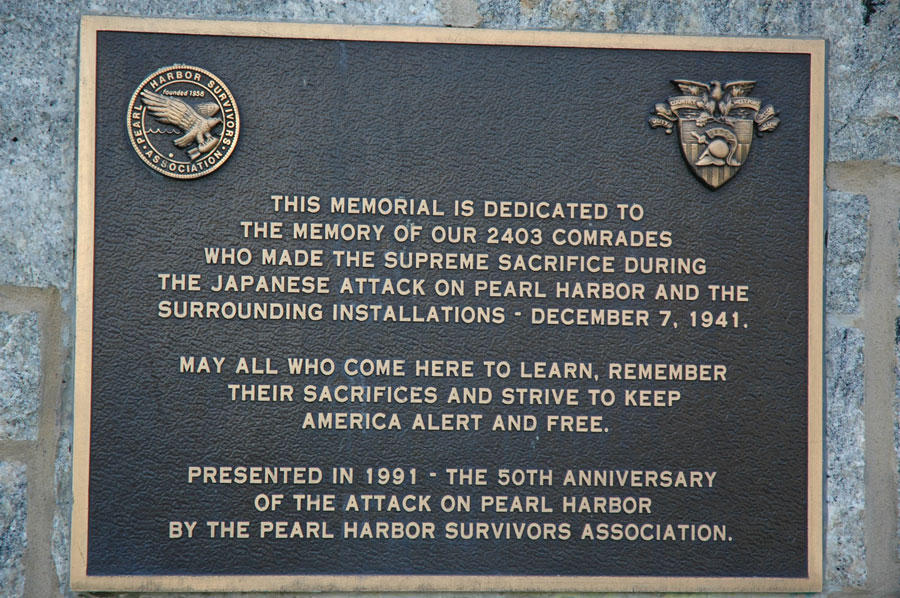 PEARL HARBOR SURVIVORS
ASSOCIATION
founded 1958
THIS MEMORIAL IS DEDICATED TO
THE MEMORY OF OUR 2403 COMRADES
WHO MADE THE SUPREME SACRIFICE DURING
THE JAPANESE ATTACK ON PEARL HARBOR AND THE
SURROUNDING INSTALLATIONS - DECEMBER 7, 1941.
MAY ALL WHO COME HERE TO LEARN, REMEMBER
THEIR SACRIFICES AND STRIVE TO KEEP
AMERICA ALERT AND FREE.
PRESENTED IN 1991 - THE 50TH ANNIVERSARY
OF THE ATTACK ON PEARL HARBOR
BY THE PEARL HARBOR SURVIVORS ASSOCIATION.